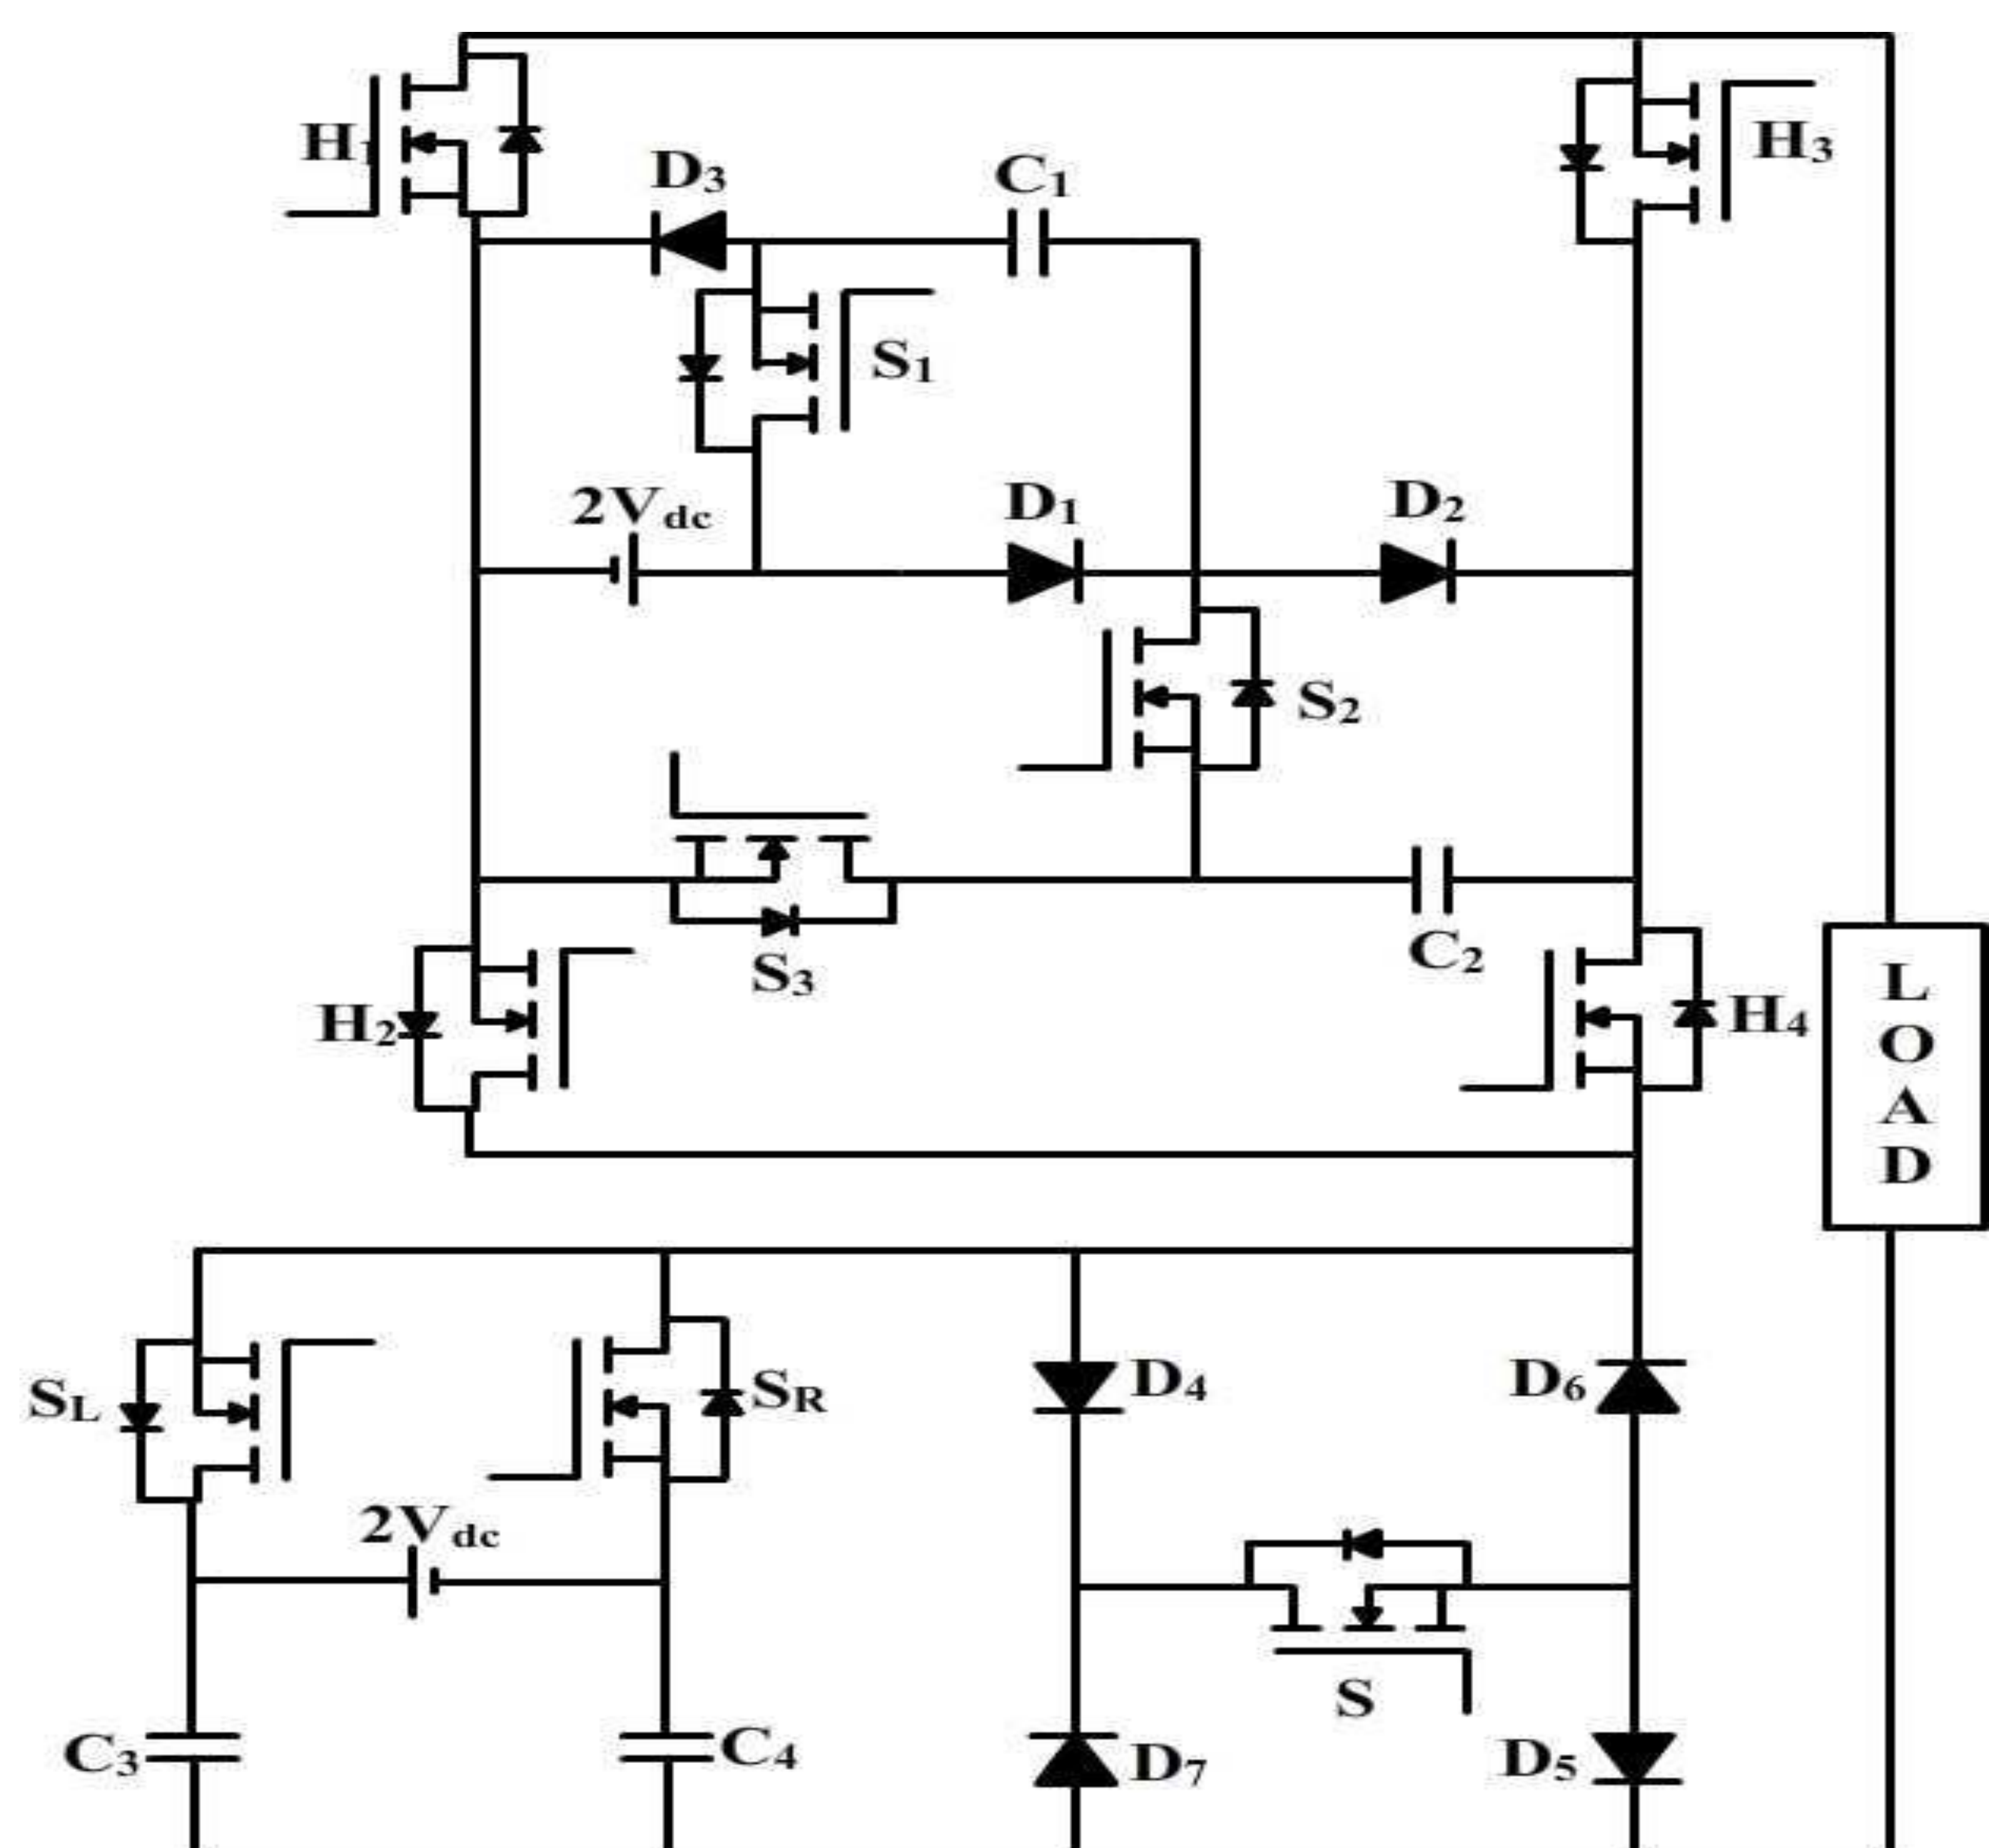 H1
H3
D3
C1
S1
2Vdc
D1
D2
S2
S3
C2
H2
H4
LOAD
SL
SR
D4
D6
2Vdc
S
C3
C4
D7
D5